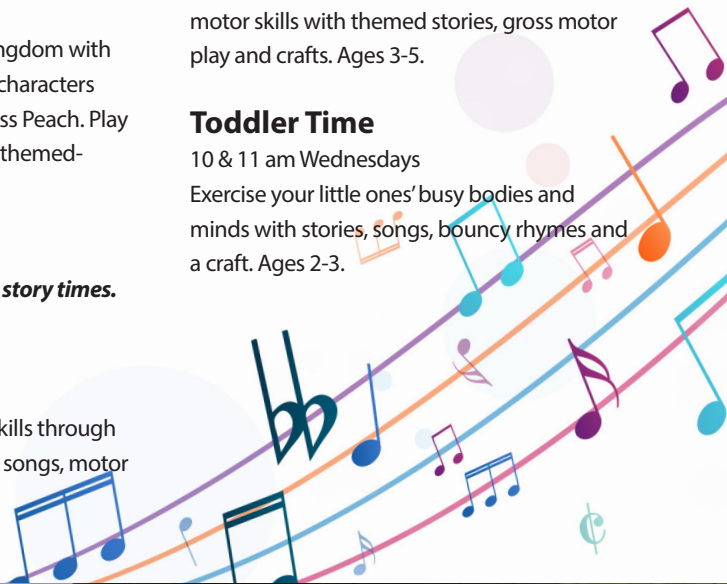 ngdom with
characters
ss Peach. Play
themed-
story times.
kills through
songs, motor
motor skills with themed stories, gross motor
play and crafts. Ages 3-5.
Toddler Time
10 & 11 am Wednesdays
Exercise your little ones’ busy bodies and
minds with stories, songs, bouncy rhymes and
a craft. Ages 2-3.